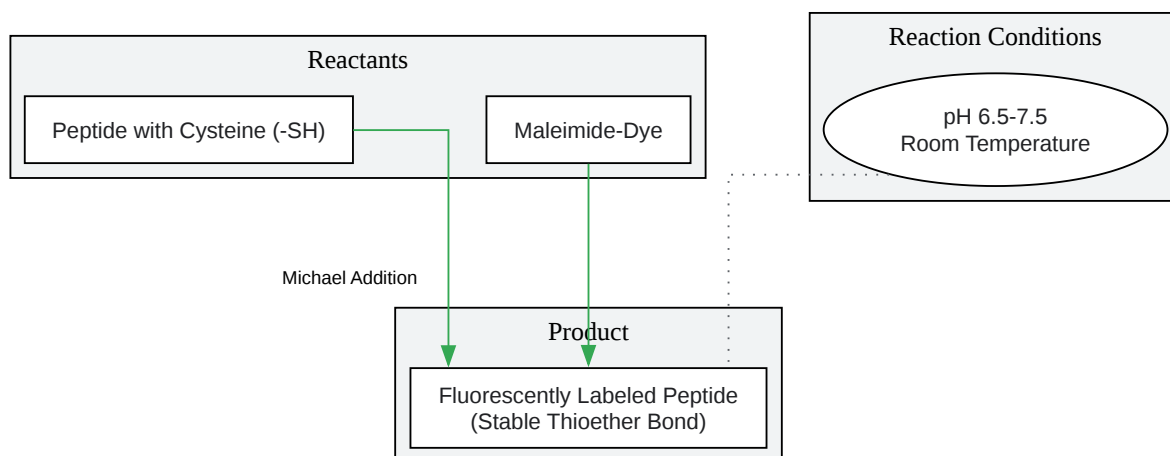 Reactants
Peptide with Cysteine (-SH)
Maleimide-Dye
Reaction Conditions
pH 6.5-7.5
Room Temperature
Michael Addition
Product
Fluorescently Labeled Peptide
(Stable Thioether Bond)